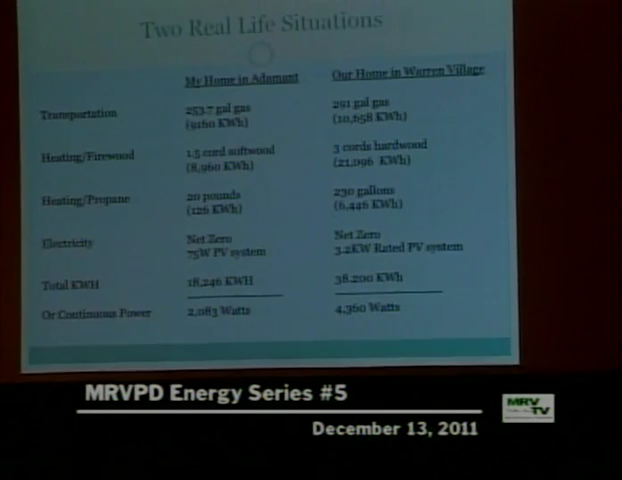 Two Real Life Situations
My Home in Adamant Our Home in Warren Village
Transportation 253.7 gal gas 291 gal gas
(9160 KWh) (10,658 KWh)
Heating/Firewood 1.5 cord softwood 3 cords hardwood
(8,960 KWh) (21,096 KWh)
Heating/Propane 20 pounds 230 gallons
(126 KWh) (6,446 KWh)
Electricity Net Zero Net Zero
75W PV system 3.2KW Rated PV system
Total KWH 18,246 KWH 38.200 KWh
Or Continuous Power 2,083 Watts 4,360 Watts
MRVPD Energy Series #5
MRV
TV
December 13, 2011